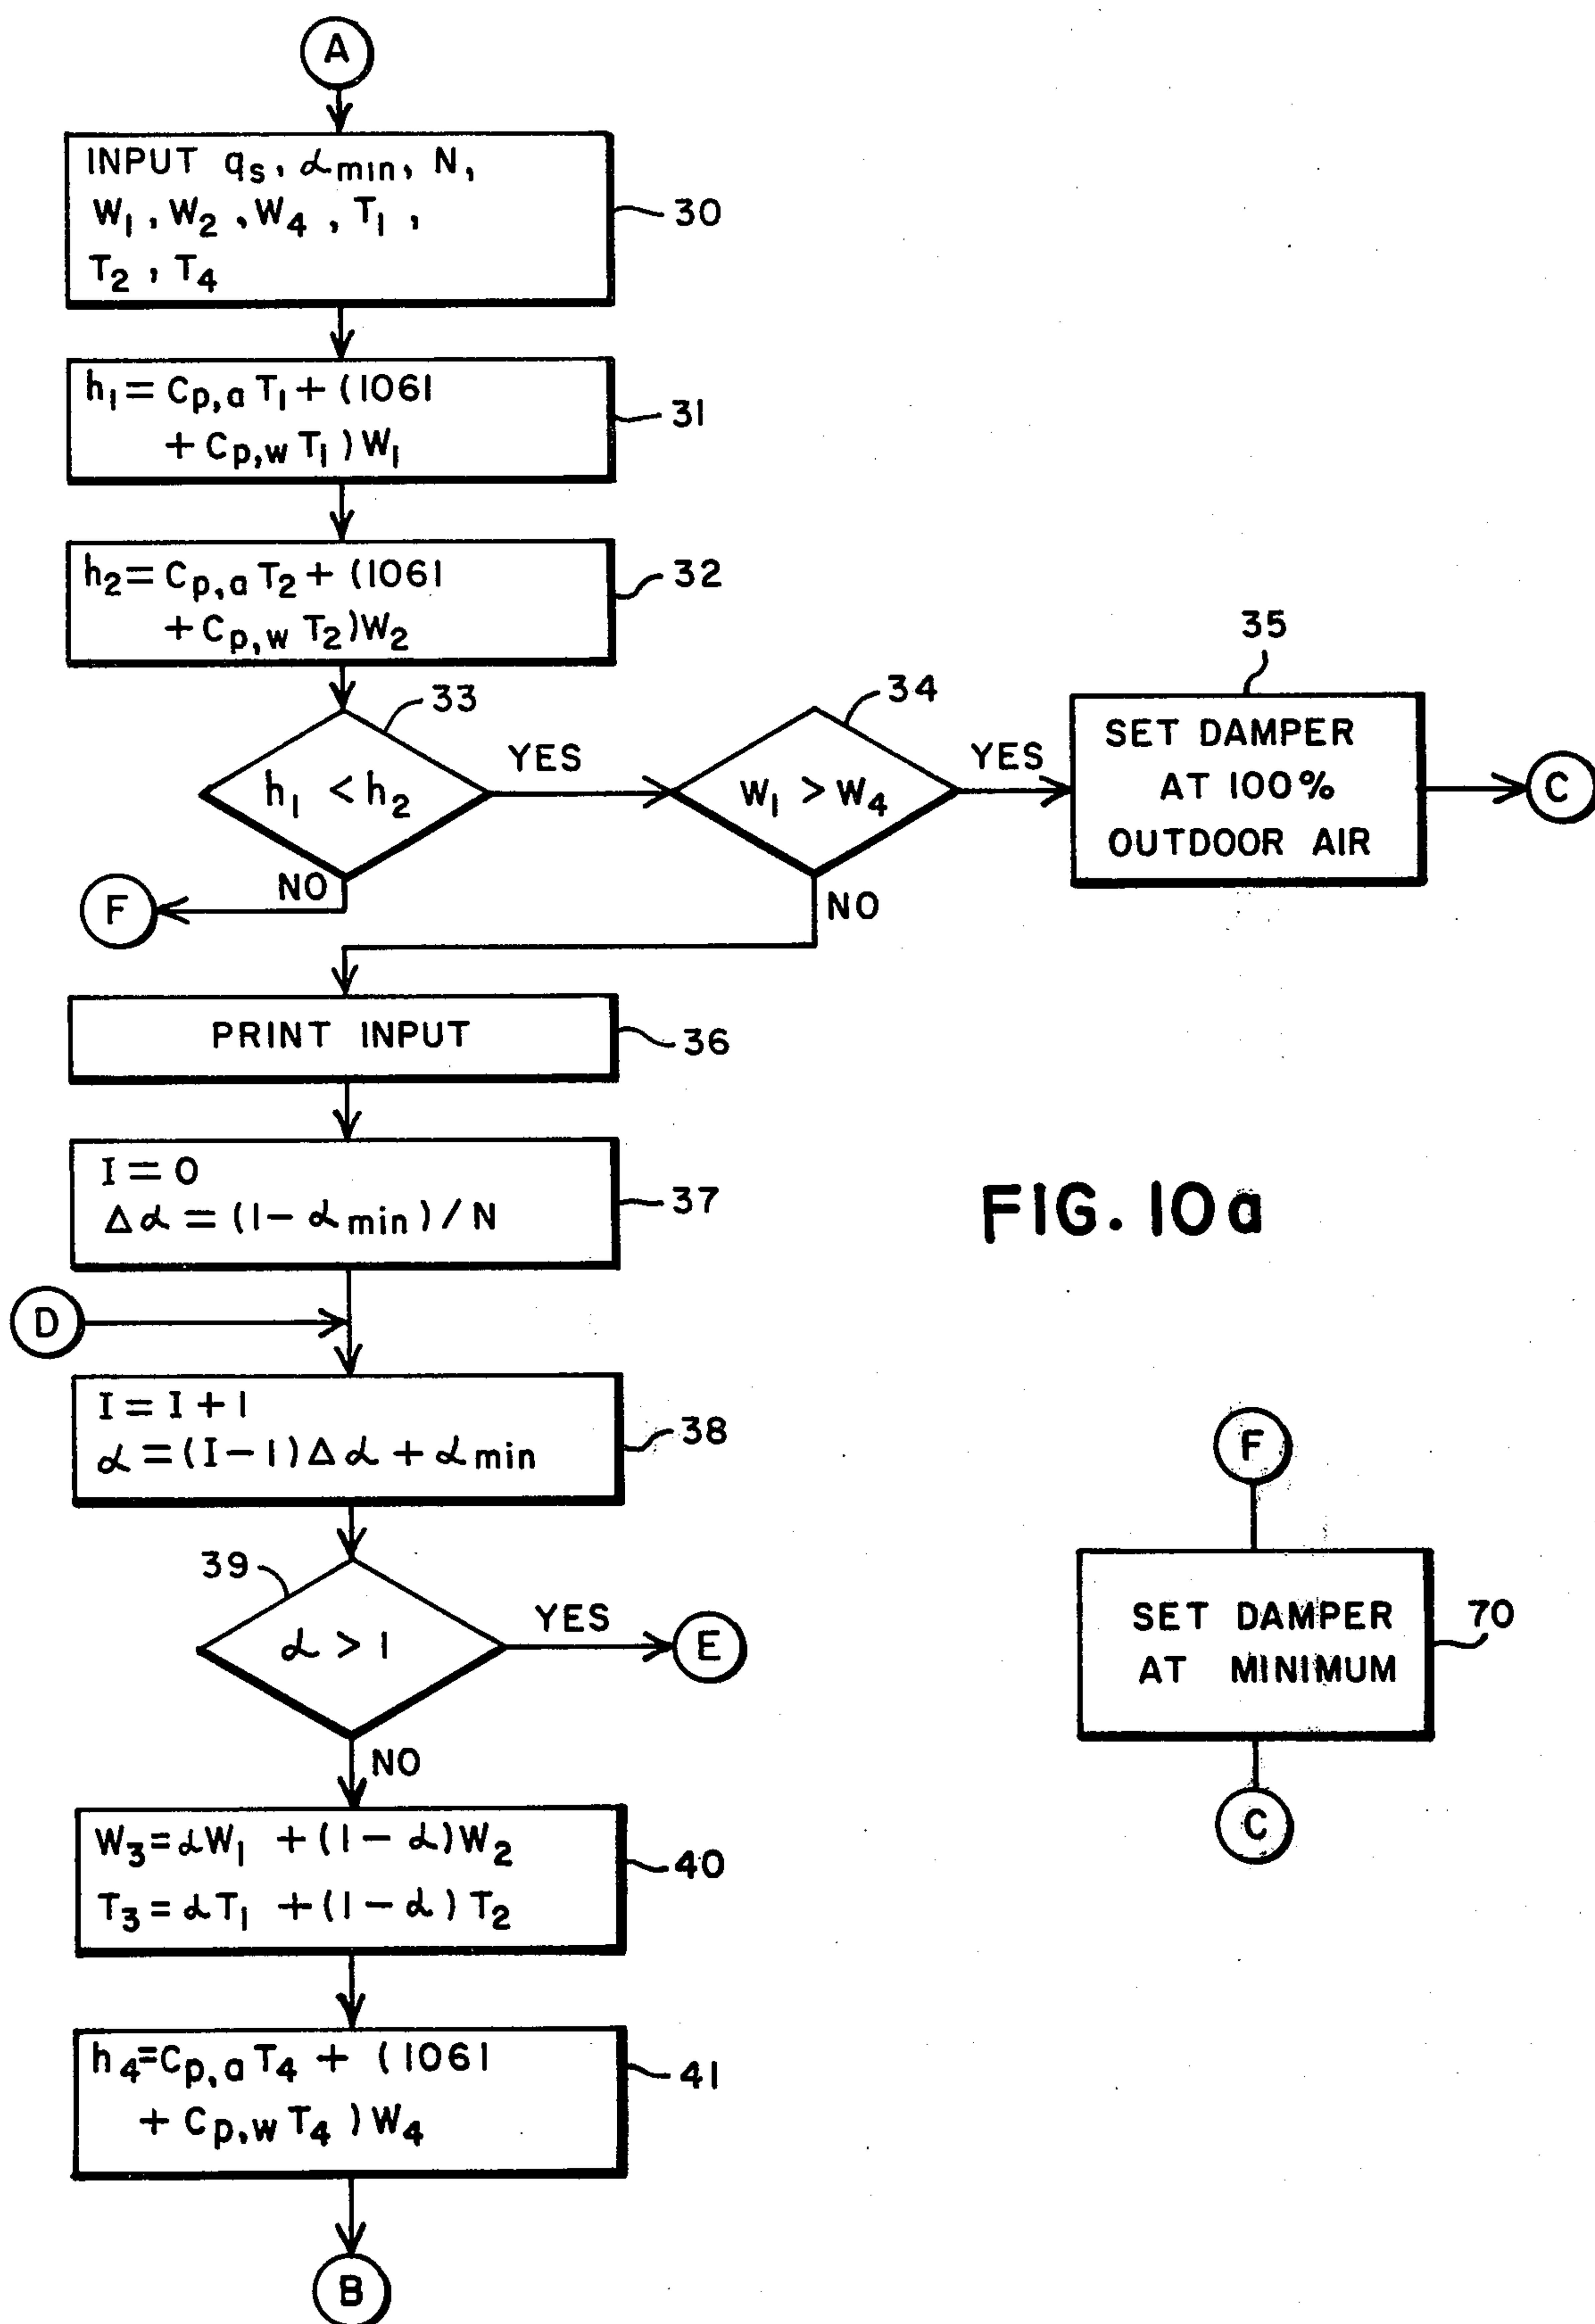 A
INPUT qs, αmin, N,
W1, W2, W4, T1,
T2, T4
30
h1 = Cp,a T1 + (1061
+ Cp,w T1)W1
31
h2 = Cp,a T2 + (1061
+ Cp,w T2)W2
32
33
h1 < h2
YES
NO
F
34
W1 > W4
YES
NO
35
SET DAMPER
AT 100%
OUTDOOR AIR
C
PRINT INPUT
36
I = 0
Δα = (1-αmin)/N
37
FIG. 10a
D
I = I + 1
α = (I-1)Δα + αmin
38
39
α > 1
YES
E
NO
W3 = αW1 + (1-α)W2
T3 = αT1 + (1-α)T2
40
h4 = Cp,a T4 + (1061
+ Cp,w T4)W4
41
B
F
SET DAMPER
AT MINIMUM
70
C